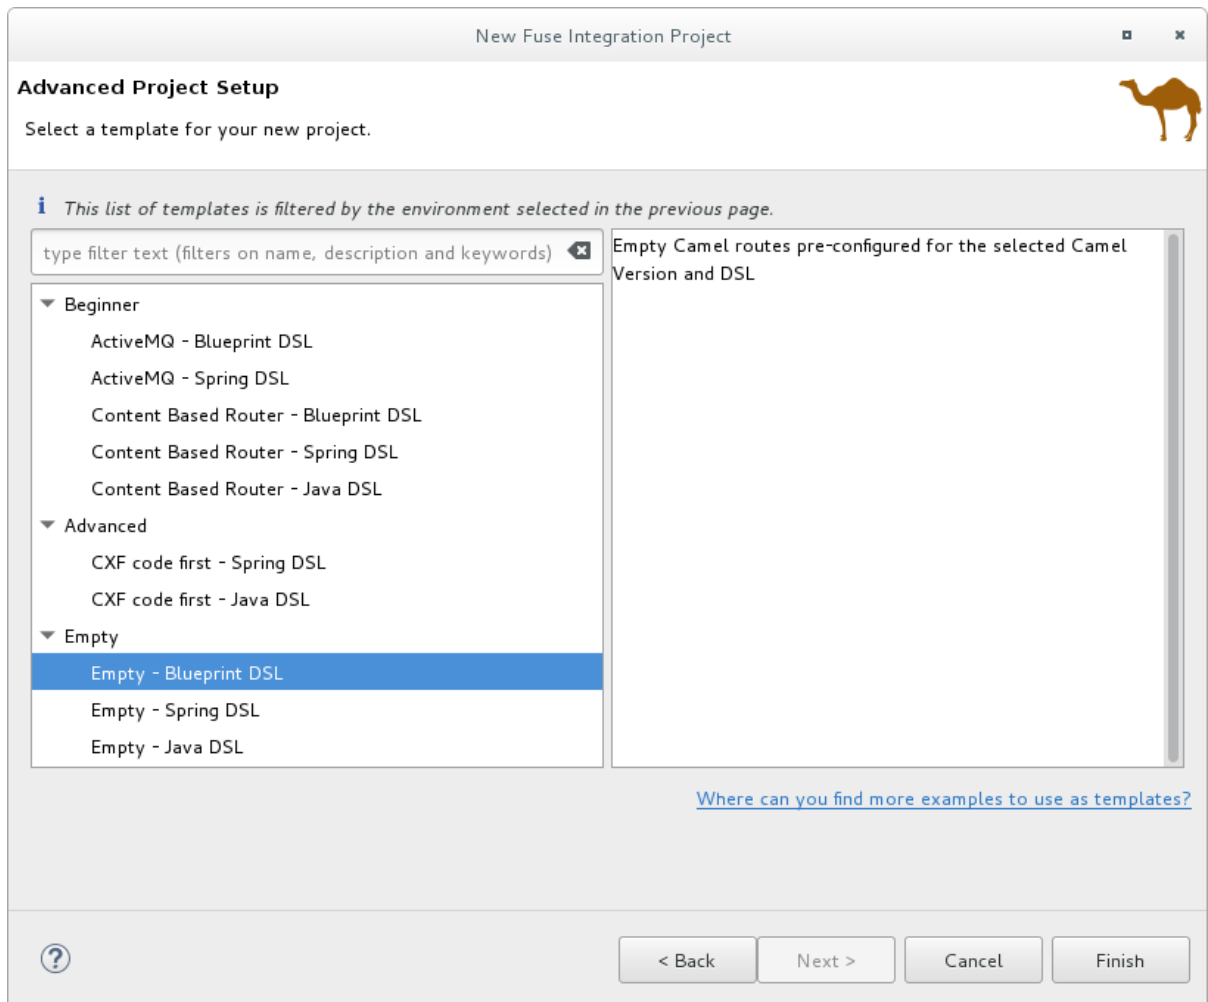 New Fuse Integration Project
Advanced Project Setup
Select a template for your new project.
i This list of templates is filtered by the environment selected in the previous page.
type filter text (filters on name, description and keywords)
Beginner
ActiveMQ - Blueprint DSL
ActiveMQ - Spring DSL
Content Based Router - Blueprint DSL
Content Based Router - Spring DSL
Content Based Router - Java DSL
Advanced
CXF code first - Spring DSL
CXF code first - Java DSL
Empty
Empty - Blueprint DSL
Empty - Spring DSL
Empty - Java DSL
Empty Camel routes pre-configured for the selected Camel
Version and DSL
Where can you find more examples to use as templates?
?
< Back
Next >
Cancel
Finish